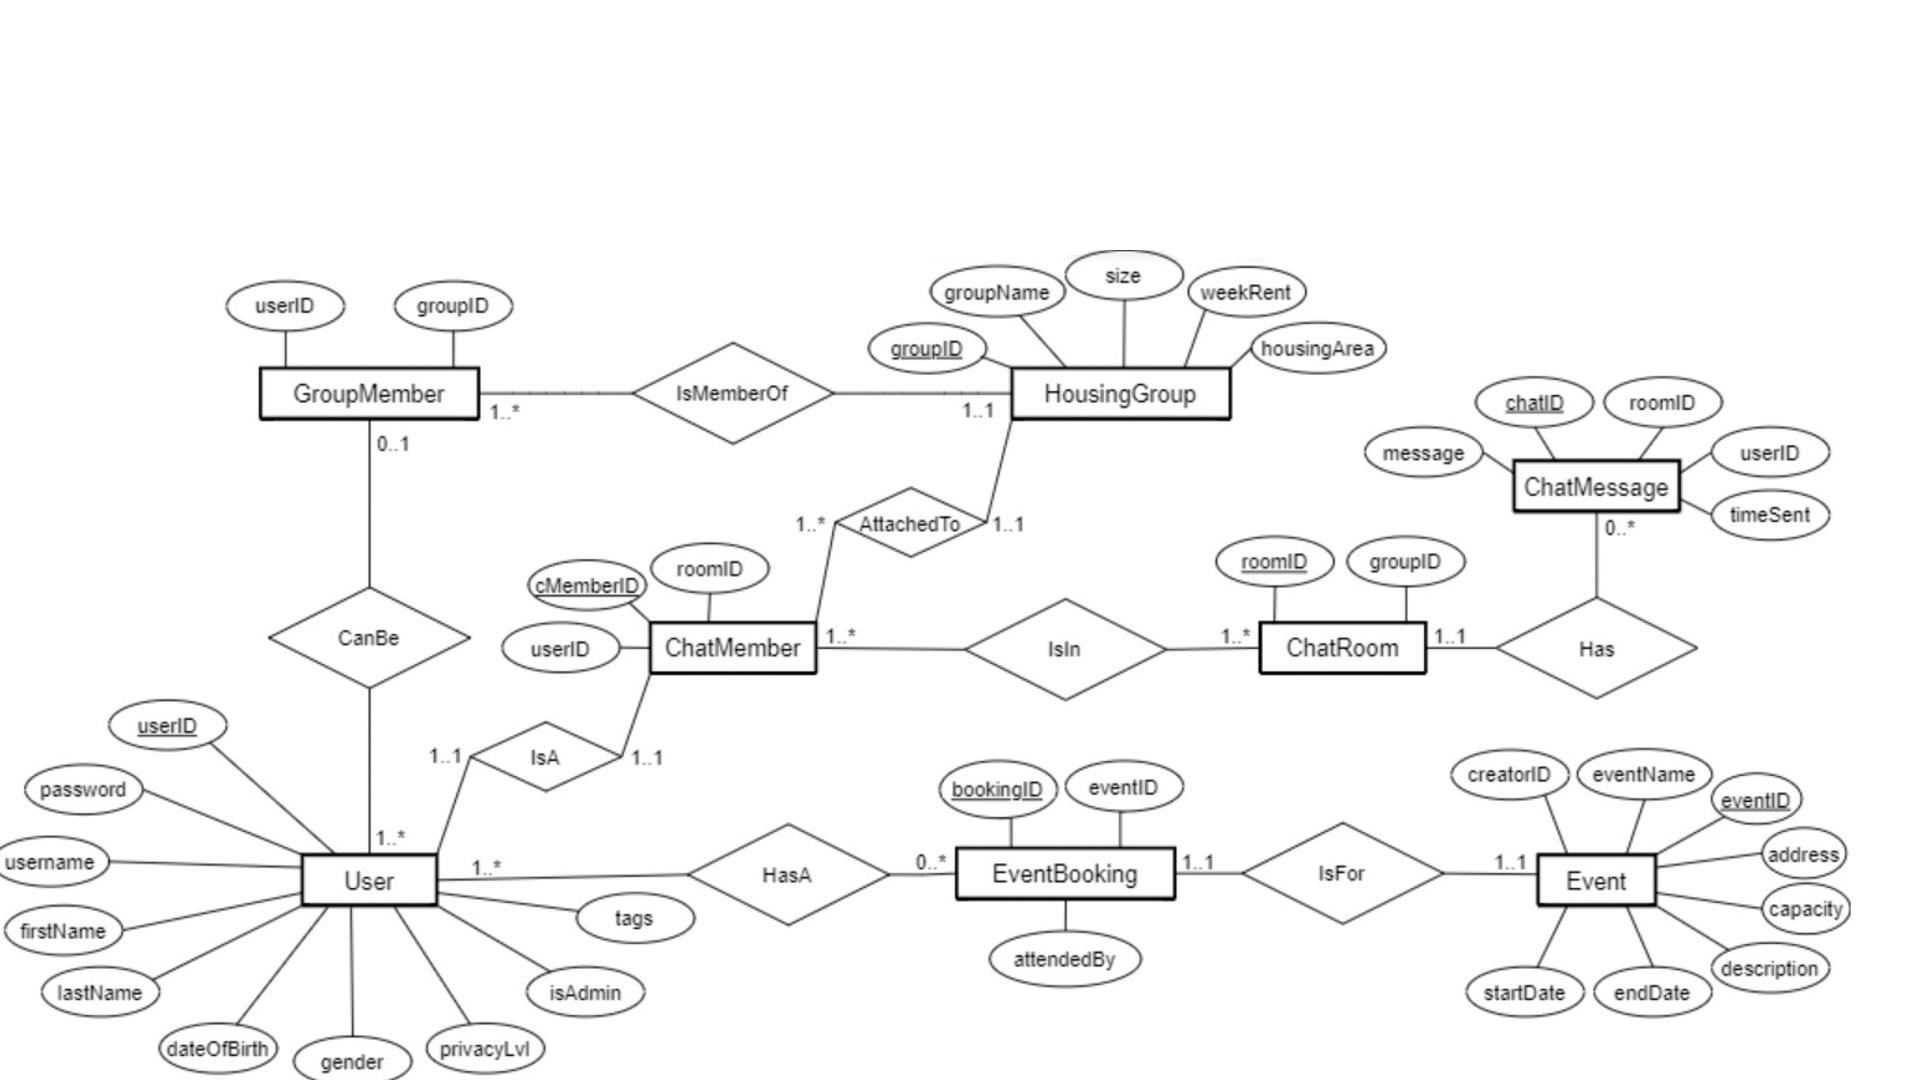 size
groupName
weekRent
userID
groupID
groupID
housingArea
GroupMember
IsMemberOf
HousingGroup
1..*
1..1
chatID
roomID
0..1
message
userID
ChatMessage
timeSent
1..*
AttachedTo
1..1
0..*
roomID
groupID
roomID
cMemberID
CanBe
userID
ChatMember
1..*
IsIn
1..*
ChatRoom
1..1
Has
userID
1..1
IsA
1..1
creatorID
eventName
password
bookingID
eventID
eventID
1..*
username
1..*
HasA
0..*
EventBooking
1..1
IsFor
1..1
Event
address
User
capacity
firstName
tags
attendedBy
description
lastName
isAdmin
startDate
endDate
dateOfBirth
gender
privacyLvl